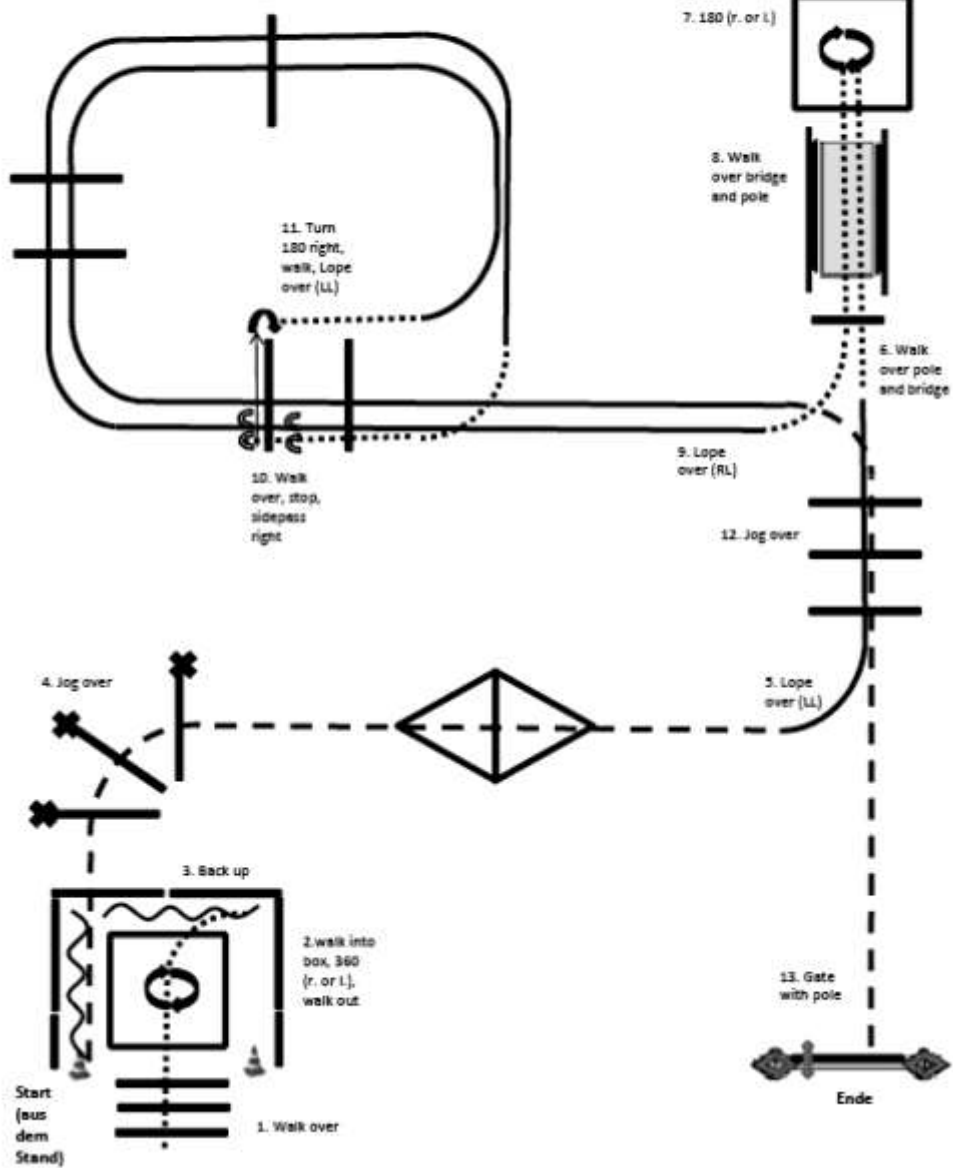 7. 180 (r. or l.)
8. Walk
over bridge
and pole
11. Turn
180 right,
walk, Lope
over (LL)
6. Walk
over pole
and bridge
9. Lope
over (RL)
10. Walk
over, stop,
sidepass
right
12. Jog over
4. Jog over
5. Lope
over (LL)
3. Back up
2.walk into
box, 360
(r. or l.),
walk out
13. Gate
with pole
Start
(aus
dem
Stand)
1. Walk over
Ende